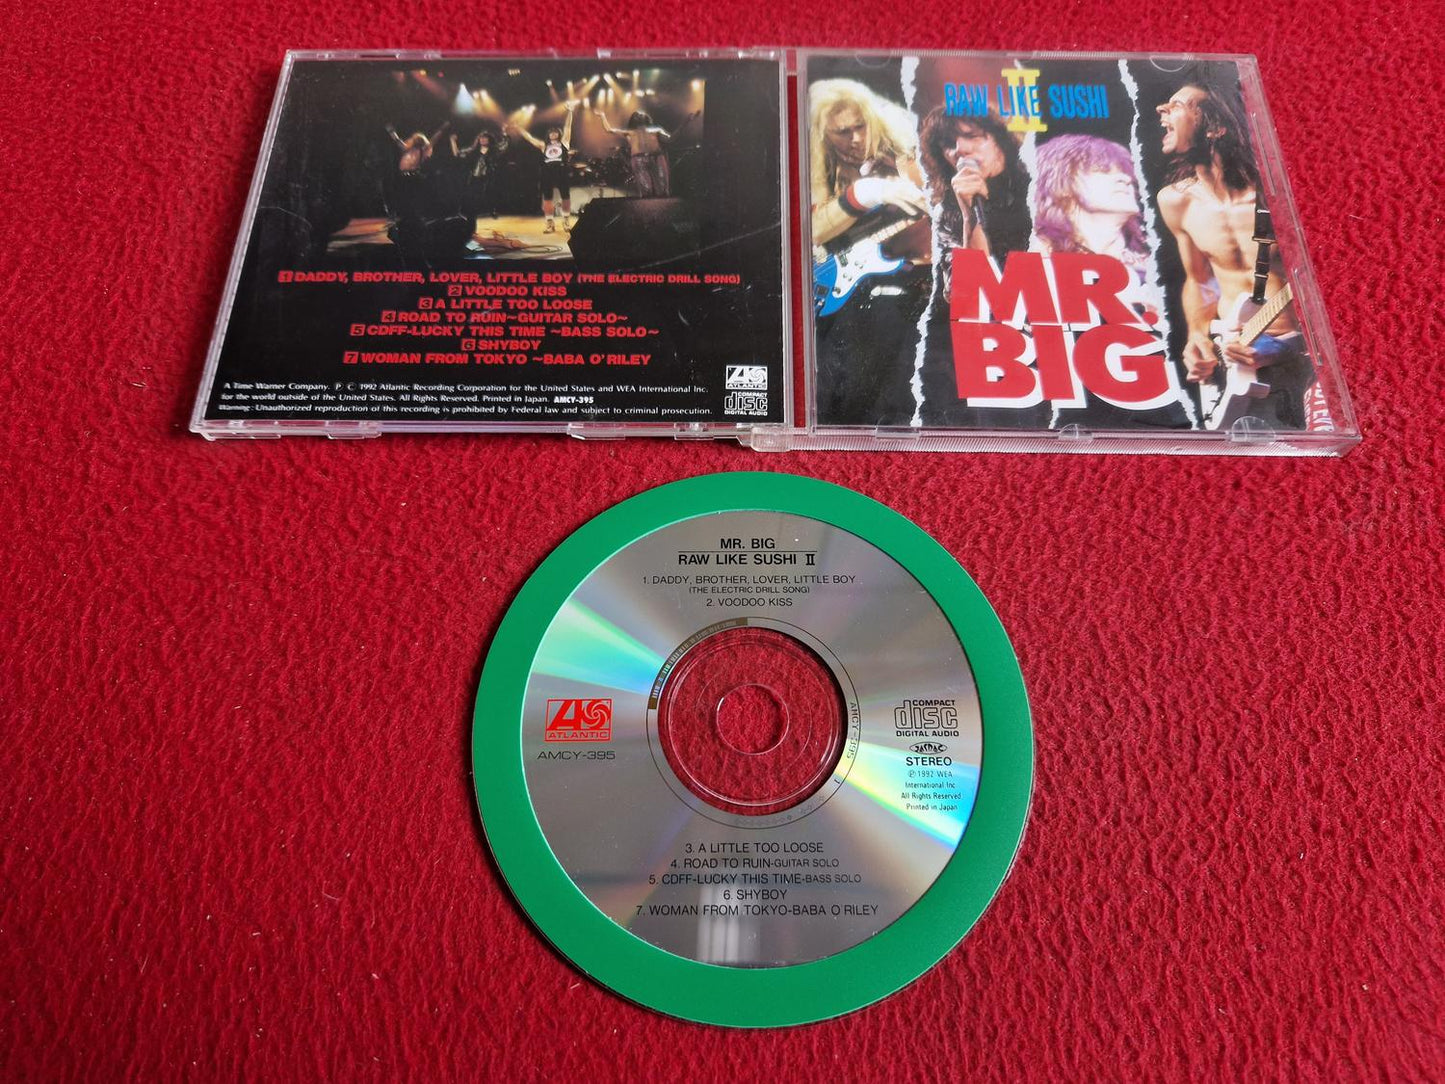 1 DADDY, BROTHER, LOVER, LITTLE BOY (THE ELECTRIC DRILL SONG)
2 VOODOO KISS
3 A LITTLE TOO LOOSE
4 ROAD TO RUIN~GUITAR SOLO~
5 CDFF-LUCKY THIS TIME ~BASS SOLO~
6 SHYBOY
7 WOMAN FROM TOKYO ~BABA O'RILEY
A Time Warner Company. Ⓟ Ⓒ 1992 Atlantic Recording Corporation for the United States and WEA International Inc.
for the world outside of the United States. All Rights Reserved. Printed in Japan. AMCY-395
Warning: Unauthorized reproduction of this recording is prohibited by Federal law and subject to criminal prosecution.
ATLANTIC
COMPACT
disc
DIGITAL AUDIO
II
RAW LIKE SUSHI
MR.
BIG
MR. BIG
RAW LIKE SUSHI II
1. DADDY, BROTHER, LOVER, LITTLE BOY
(THE ELECTRIC DRILL SONG)
2. VOODOO KISS
ATLANTIC
AMCY-395
AMCY-395
COMPACT
disc
DIGITAL AUDIO
JASRAC
STEREO
Ⓟ 1992 WEA
International Inc
All Rights Reserved
Printed in Japan
3. A LITTLE TOO LOOSE
4. ROAD TO RUIN-GUITAR SOLO
5. CDFF-LUCKY THIS TIME-BASS SOLO
6. SHYBOY
7. WOMAN FROM TOKYO-BABA O'RILEY